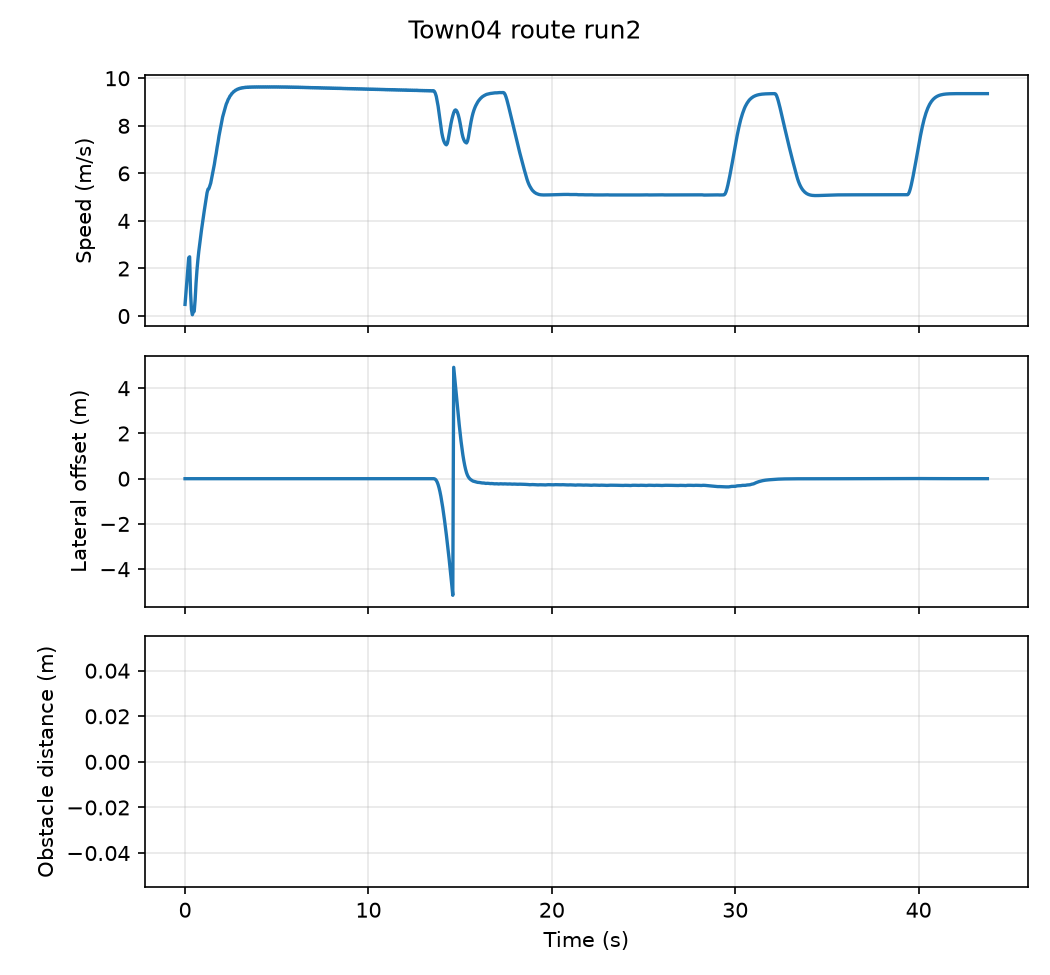 Town04 route run2
10
8
6
4
2
0
Speed (m/s)
4
2
0
−2
−4
Lateral offset (m)
0.04
0.02
0.00
−0.02
−0.04
Obstacle distance (m)
0 10 20 30 40
Time (s)